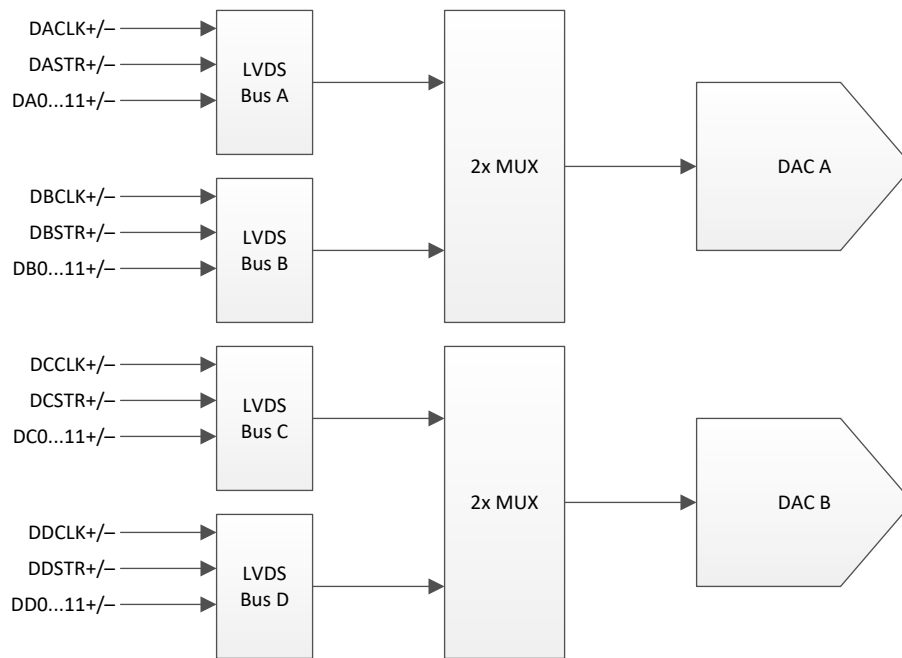 DACLK+/–
DASTR+/–
DA0...11+/–
LVDS
Bus A
DBCLK+/–
DBSTR+/–
DB0...11+/–
LVDS
Bus B
2x MUX
DAC A
DCCLK+/–
DCSTR+/–
DC0...11+/–
LVDS
Bus C
DDCLK+/–
DDSTR+/–
DD0...11+/–
LVDS
Bus D
2x MUX
DAC B